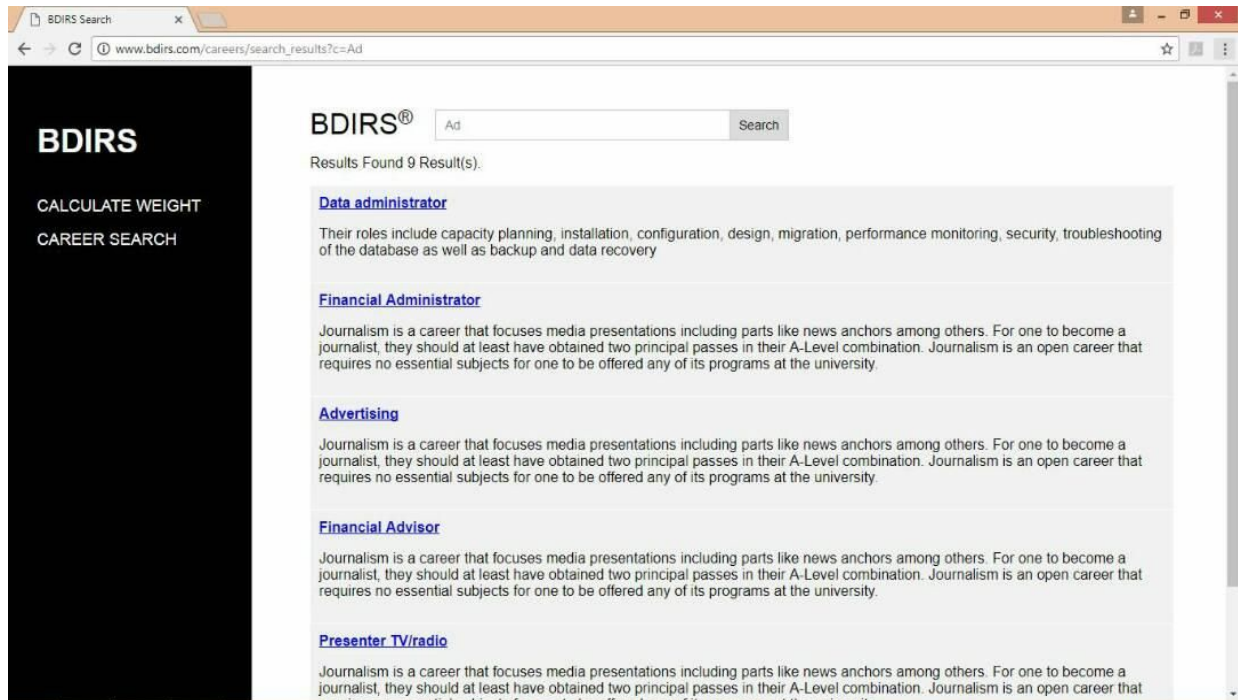 BDIRS Search
www.bdirs.com/careers/search_results?c=Ad
BDIRS
CALCULATE WEIGHT
CAREER SEARCH
BDIRS®
Ad
Search
Results Found 9 Result(s).
Data administrator
Their roles include capacity planning, installation, configuration, design, migration, performance monitoring, security, troubleshooting
of the database as well as backup and data recovery
Financial Administrator
Journalism is a career that focuses media presentations including parts like news anchors among others. For one to become a
journalist, they should at least have obtained two principal passes in their A-Level combination. Journalism is an open career that
requires no essential subjects for one to be offered any of its programs at the university.
Advertising
Journalism is a career that focuses media presentations including parts like news anchors among others. For one to become a
journalist, they should at least have obtained two principal passes in their A-Level combination. Journalism is an open career that
requires no essential subjects for one to be offered any of its programs at the university.
Financial Advisor
Journalism is a career that focuses media presentations including parts like news anchors among others. For one to become a
journalist, they should at least have obtained two principal passes in their A-Level combination. Journalism is an open career that
requires no essential subjects for one to be offered any of its programs at the university.
Presenter TV/radio
Journalism is a career that focuses media presentations including parts like news anchors among others. For one to become a
journalist, they should at least have obtained two principal passes in their A-Level combination. Journalism is an open career that